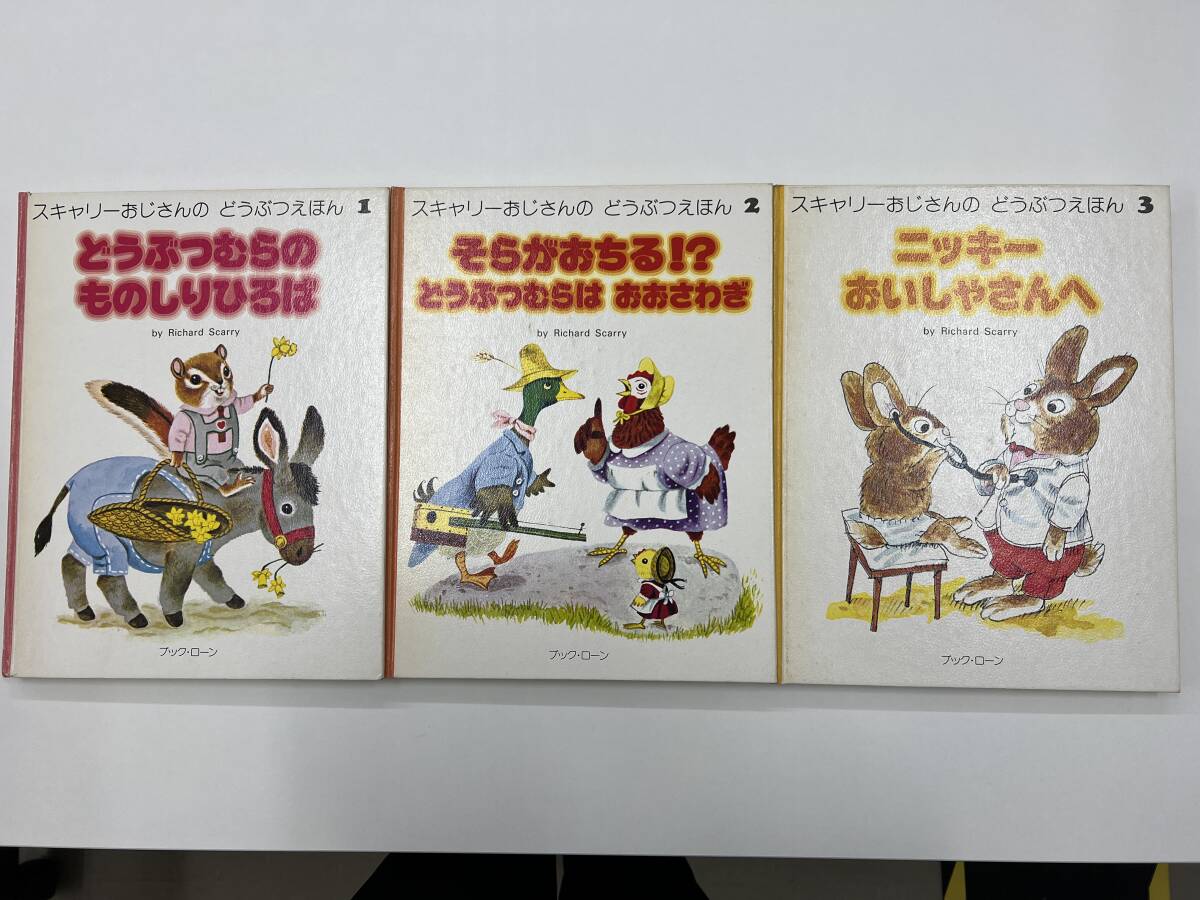 スキャリーおじさんの どうぶつえほん 1
どうぶつむらの
ものしりひろば
by Richard Scarry
ブック・ローン
スキャリーおじさんの どうぶつえほん 2
そらがおちる!?
どうぶつむらは おおさわぎ
by Richard Scarry
ブック・ローン
スキャリーおじさんの どうぶつえほん 3
ニッキー
おいしゃさんへ
by Richard Scarry
ブック・ローン